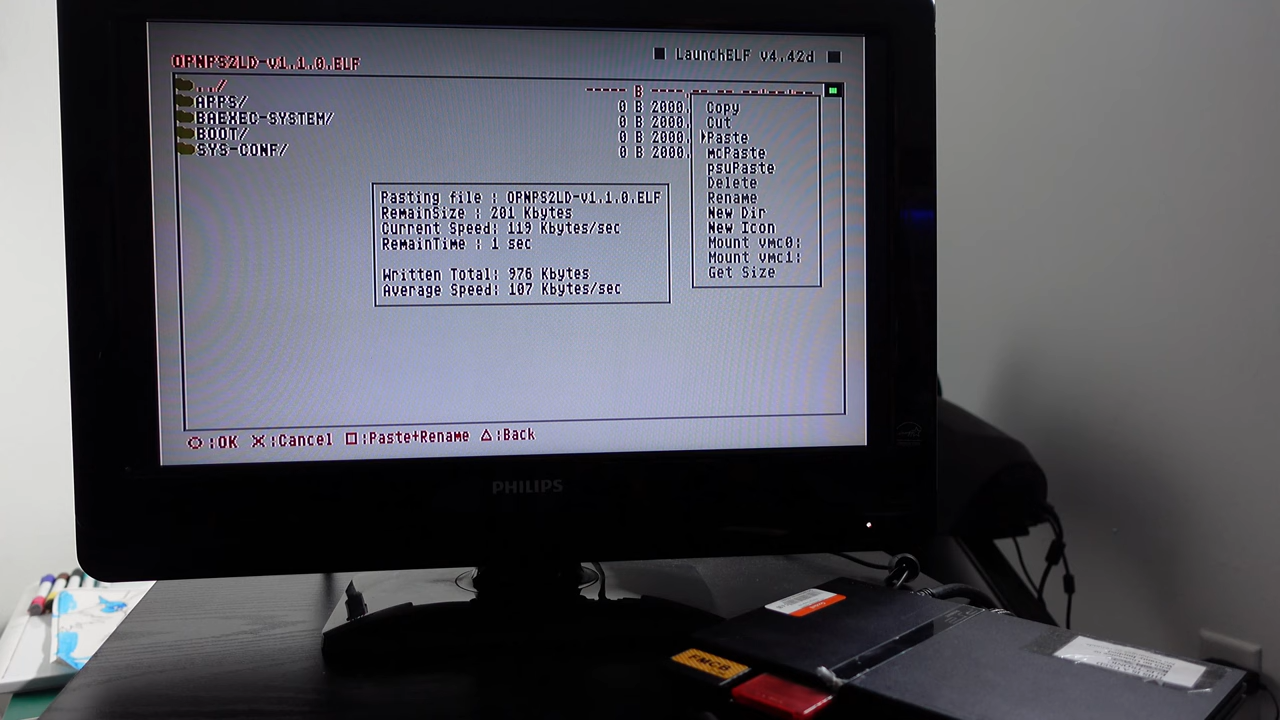 OPNPS2LD-v1.1.0.ELF
LaunchELF v4.42d
../ ------ B
APPS/ 0 B 2000.
BAEXEC-SYSTEM/ 0 B 2000.
BOOT/ 0 B 2000.
SYS-CONF/ 0 B 2000.
Copy
Cut
Paste
mcPaste
psuPaste
Delete
Rename
New Dir
New Icon
Mount vmc0:
Mount vmc1:
Get Size
Pasting file : OPNPS2LD-v1.1.0.ELF
RemainSize : 201 Kbytes
Current Speed: 119 Kbytes/sec
RemainTime : 1 sec
Written Total: 976 Kbytes
Average Speed: 107 Kbytes/sec
○:OK ×:Cancel □:Paste+Rename △:Back
PHILIPS
FMCB